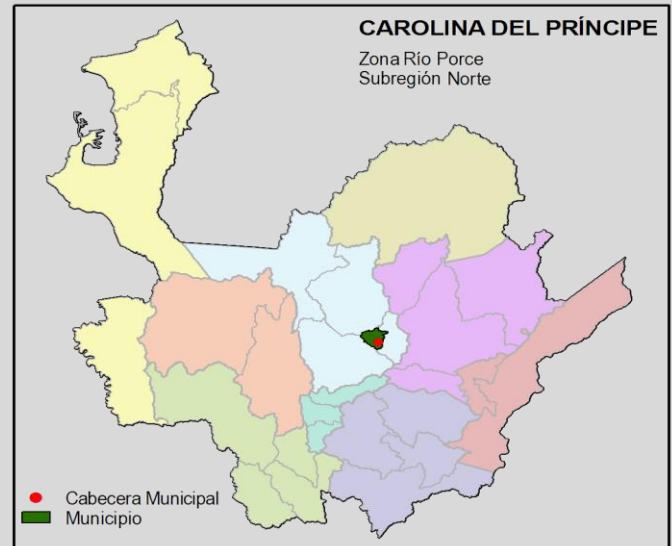 CAROLINA DEL PRÍNCIPE
Zona Río Porce
Subregión Norte
Cabecera Municipal
Municipio